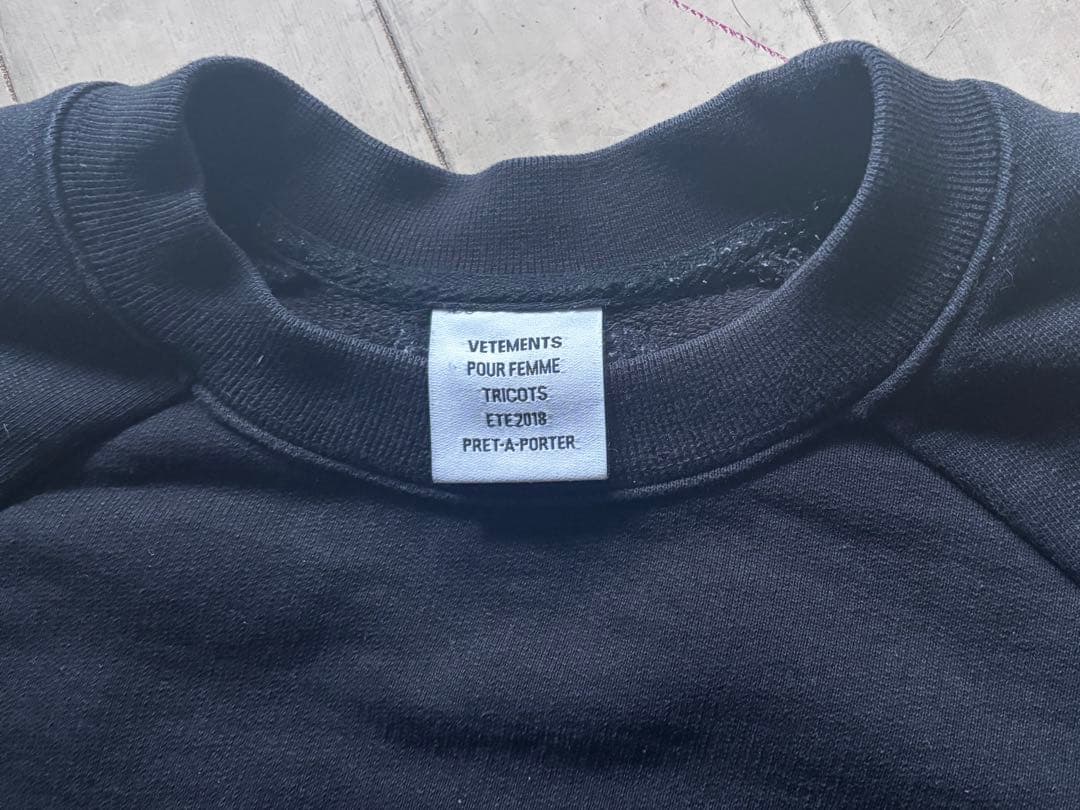 VETEMENTS
POUR FEMME
TRICOTS
ETE2018
PRET-A-PORTER